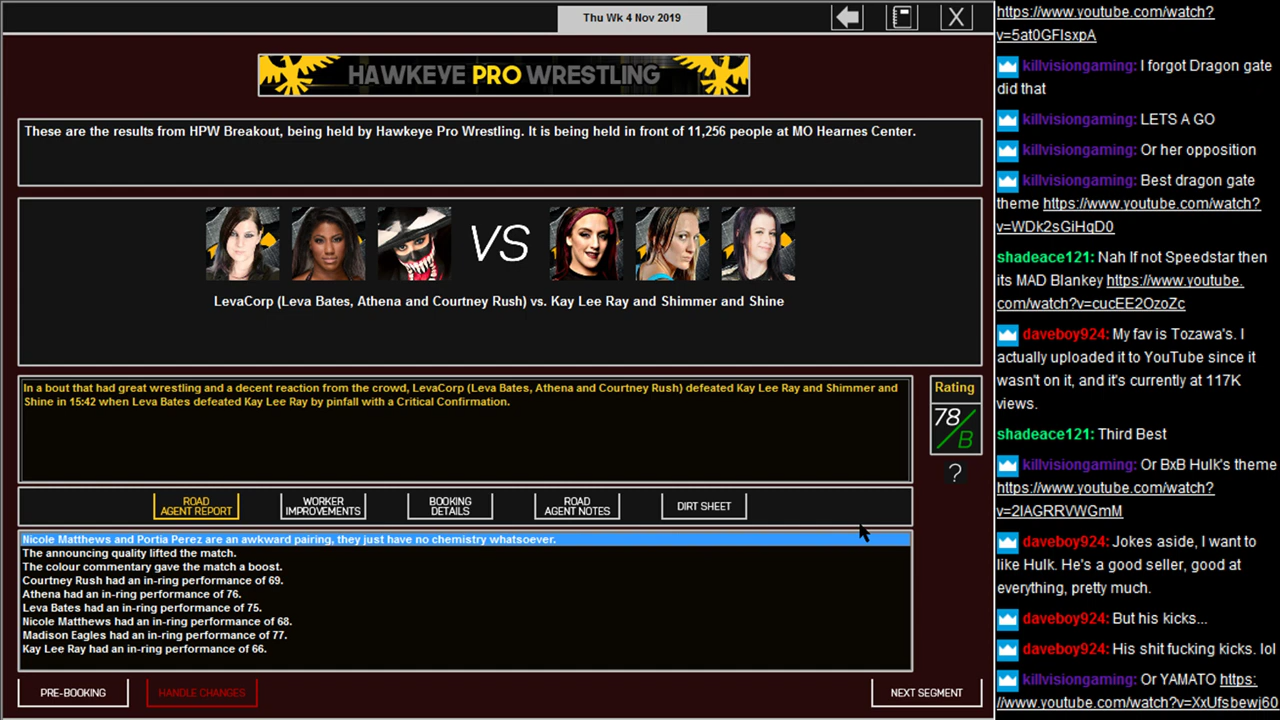 Thu Wk 4 Nov 2019
HAWKEYE PRO WRESTLING
These are the results from HPW Breakout, being held by Hawkeye Pro Wrestling. It is being held in front of 11,256 people at MO Hearnes Center.
VS
LevaCorp (Leva Bates, Athena and Courtney Rush) vs. Kay Lee Ray and Shimmer and Shine
In a bout that had great wrestling and a decent reaction from the crowd, LevaCorp (Leva Bates, Athena and Courtney Rush) defeated Kay Lee Ray and Shimmer and
Shine in 15:42 when Leva Bates defeated Kay Lee Ray by pinfall with a Critical Confirmation.
Rating
78/B
?
ROAD
AGENT REPORT
WORKER
IMPROVEMENTS
BOOKING
DETAILS
ROAD
AGENT NOTES
DIRT SHEET
Nicole Matthews and Portia Perez are an awkward pairing, they just have no chemistry whatsoever.
The announcing quality lifted the match.
The colour commentary gave the match a boost.
Courtney Rush had an in-ring performance of 69.
Athena had an in-ring performance of 76.
Leva Bates had an in-ring performance of 75.
Nicole Matthews had an in-ring performance of 68.
Madison Eagles had an in-ring performance of 77.
Kay Lee Ray had an in-ring performance of 66.
PRE-BOOKING
HANDLE CHANGES
NEXT SEGMENT
https://www.youtube.com/watch?
v=5at0GFIsxpA
killvisiongaming: I forgot Dragon gate
did that
killvisiongaming: LETS A GO
killvisiongaming: Or her opposition
killvisiongaming: Best dragon gate
theme https://www.youtube.com/watch?
v=WDk2sGiHqD0
shadeace121: Nah If not Speedstar then
its MAD Blankey https://www.youtube.
com/watch?v=cucEE2OzoZc
daveboy924: My fav is Tozawa's. I
actually uploaded it to YouTube since it
wasn't on it, and it's currently at 117K
views.
shadeace121: Third Best
killvisiongaming: Or BxB Hulk's theme
https://www.youtube.com/watch?
v=2lAGRRVWGmM
daveboy924: Jokes aside, I want to
like Hulk. He's a good seller, good at
everything, pretty much.
daveboy924: But his kicks...
daveboy924: His shit fucking kicks. lol
killvisiongaming: Or YAMATO https:
//www.youtube.com/watch?v=XxUfsbewj60